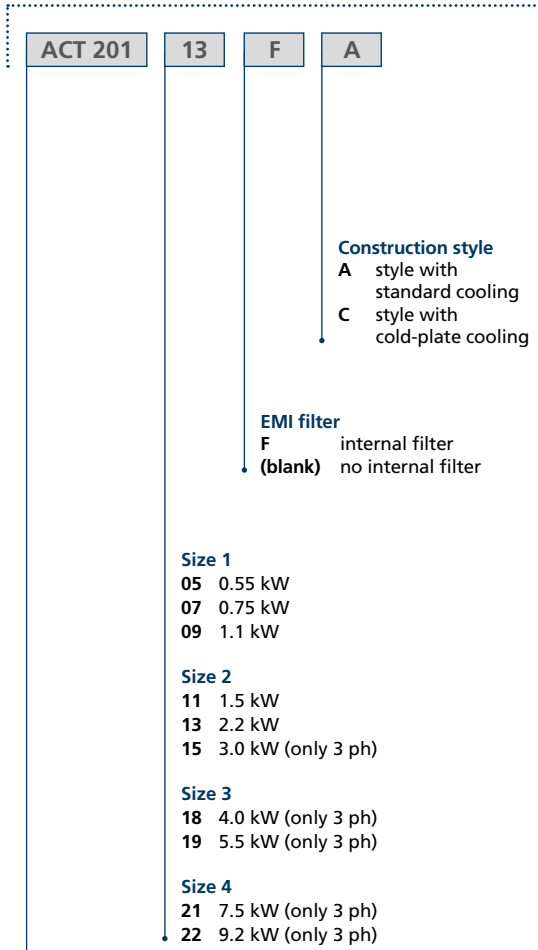 ACT 201 13 F A
Construction style
A style with
standard cooling
C style with
cold-plate cooling
EMI filter
F internal filter
(blank) no internal filter
Size 1
05 0.55 kW
07 0.75 kW
09 1.1 kW
Size 2
11 1.5 kW
13 2.2 kW
15 3.0 kW (only 3 ph)
Size 3
18 4.0 kW (only 3 ph)
19 5.5 kW (only 3 ph)
Size 4
21 7.5 kW (only 3 ph)
22 9.2 kW (only 3 ph)